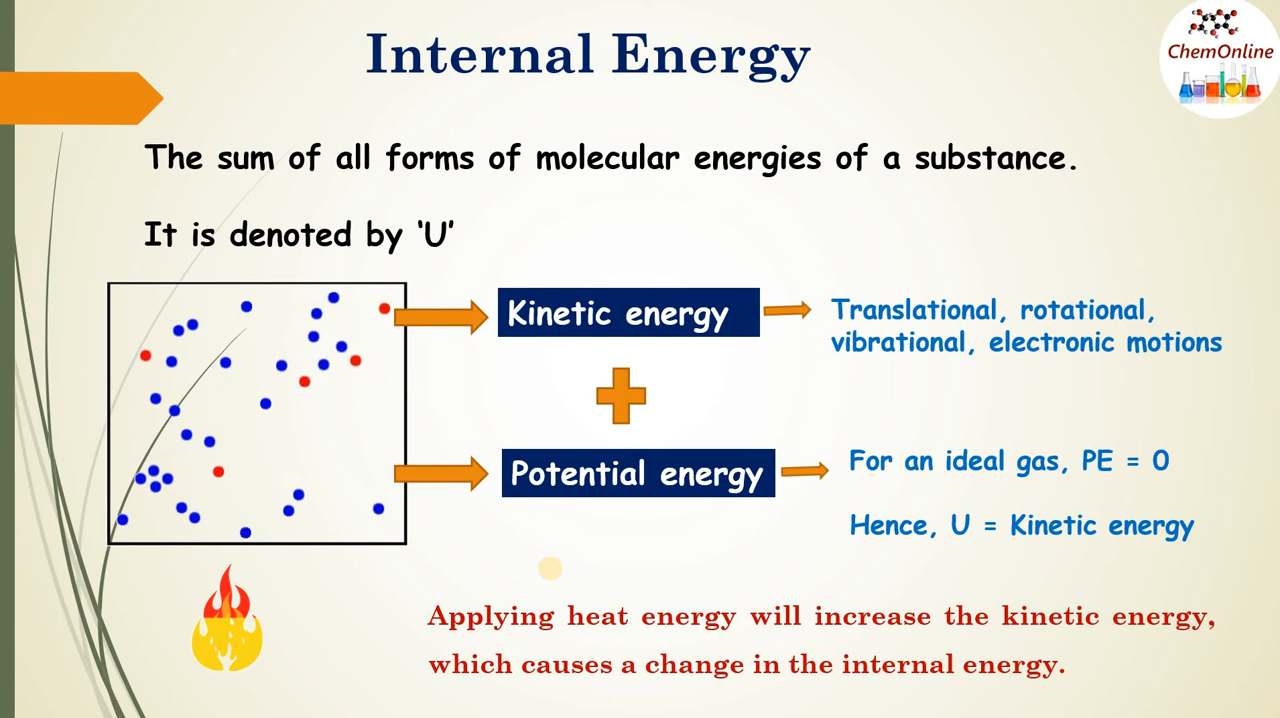 Internal Energy
ChemOnline
The sum of all forms of molecular energies of a substance.
It is denoted by ‘U’
Kinetic energy
Translational, rotational,
vibrational, electronic motions
Potential energy
For an ideal gas, PE = 0
Hence, U = Kinetic energy
Applying heat energy will increase the kinetic energy,
which causes a change in the internal energy.